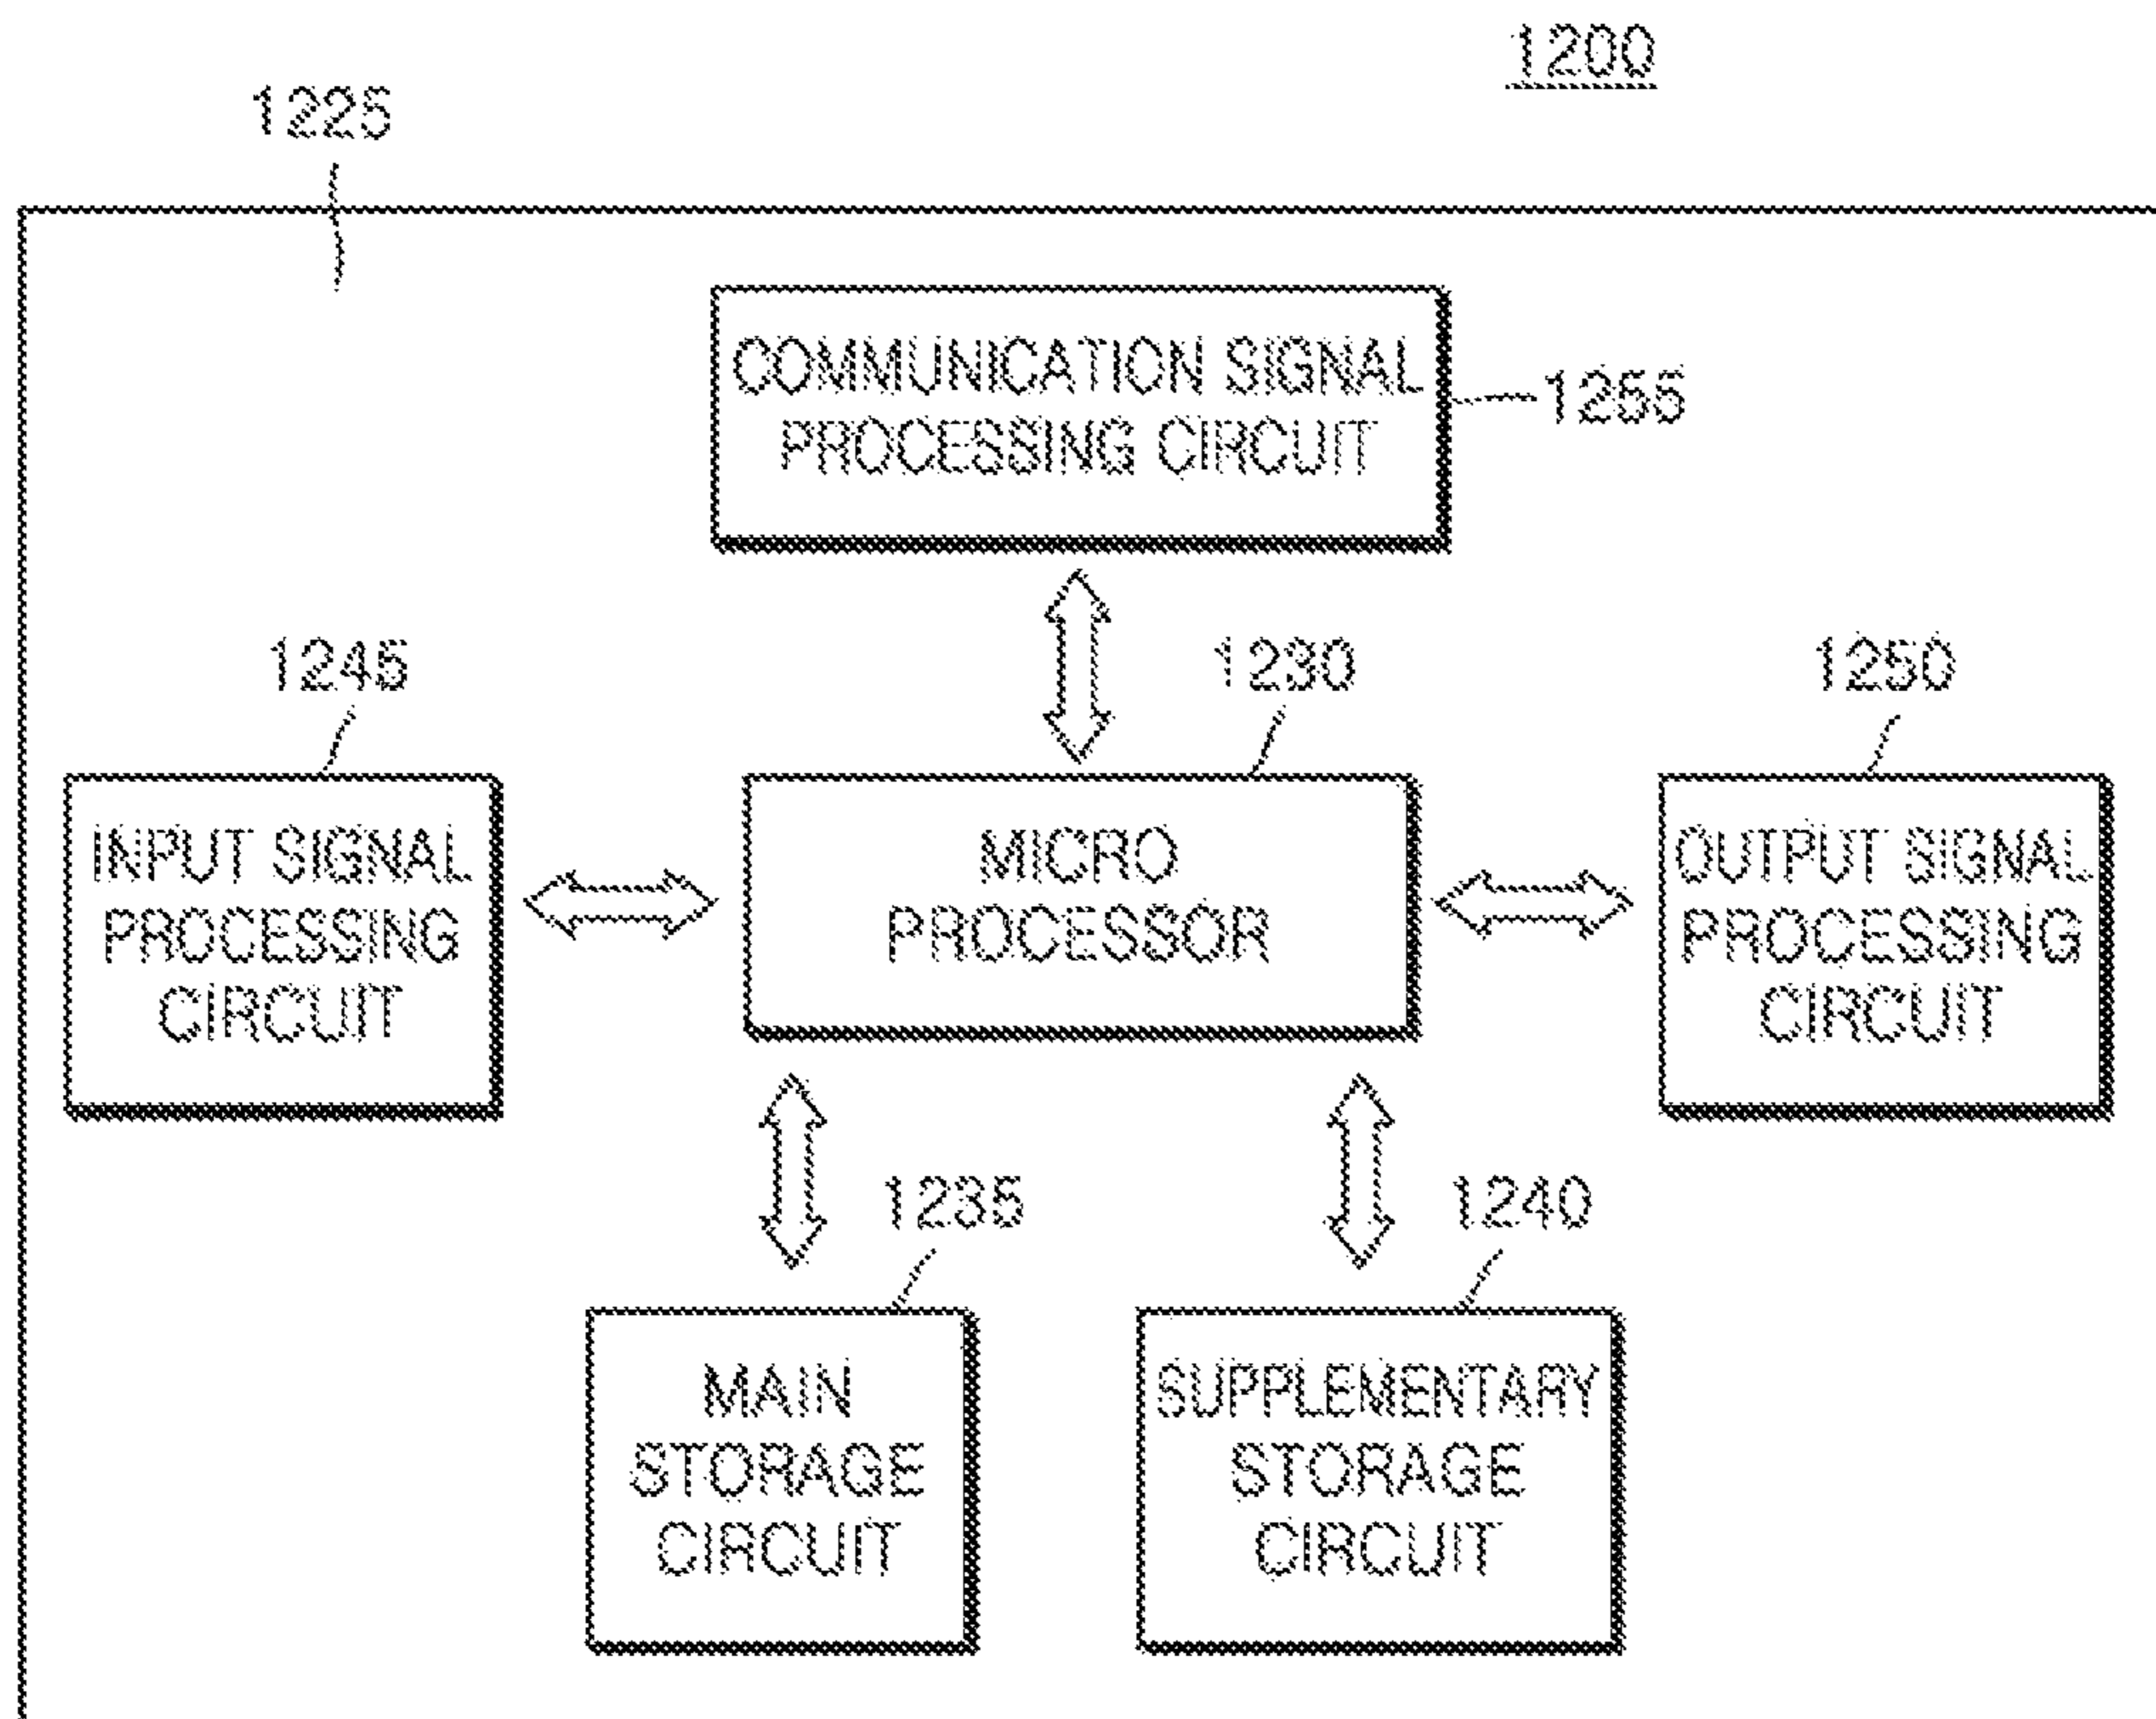 1200
1225
COMMUNICATION SIGNAL
PROCESSING CIRCUIT
1255
1245
1230
1250
INPUT SIGNAL
PROCESSING
CIRCUIT
MICRO
PROCESSOR
OUTPUT SIGNAL
PROCESSING
CIRCUIT
1235
1240
MAIN
STORAGE
CIRCUIT
SUPPLEMENTARY
STORAGE
CIRCUIT